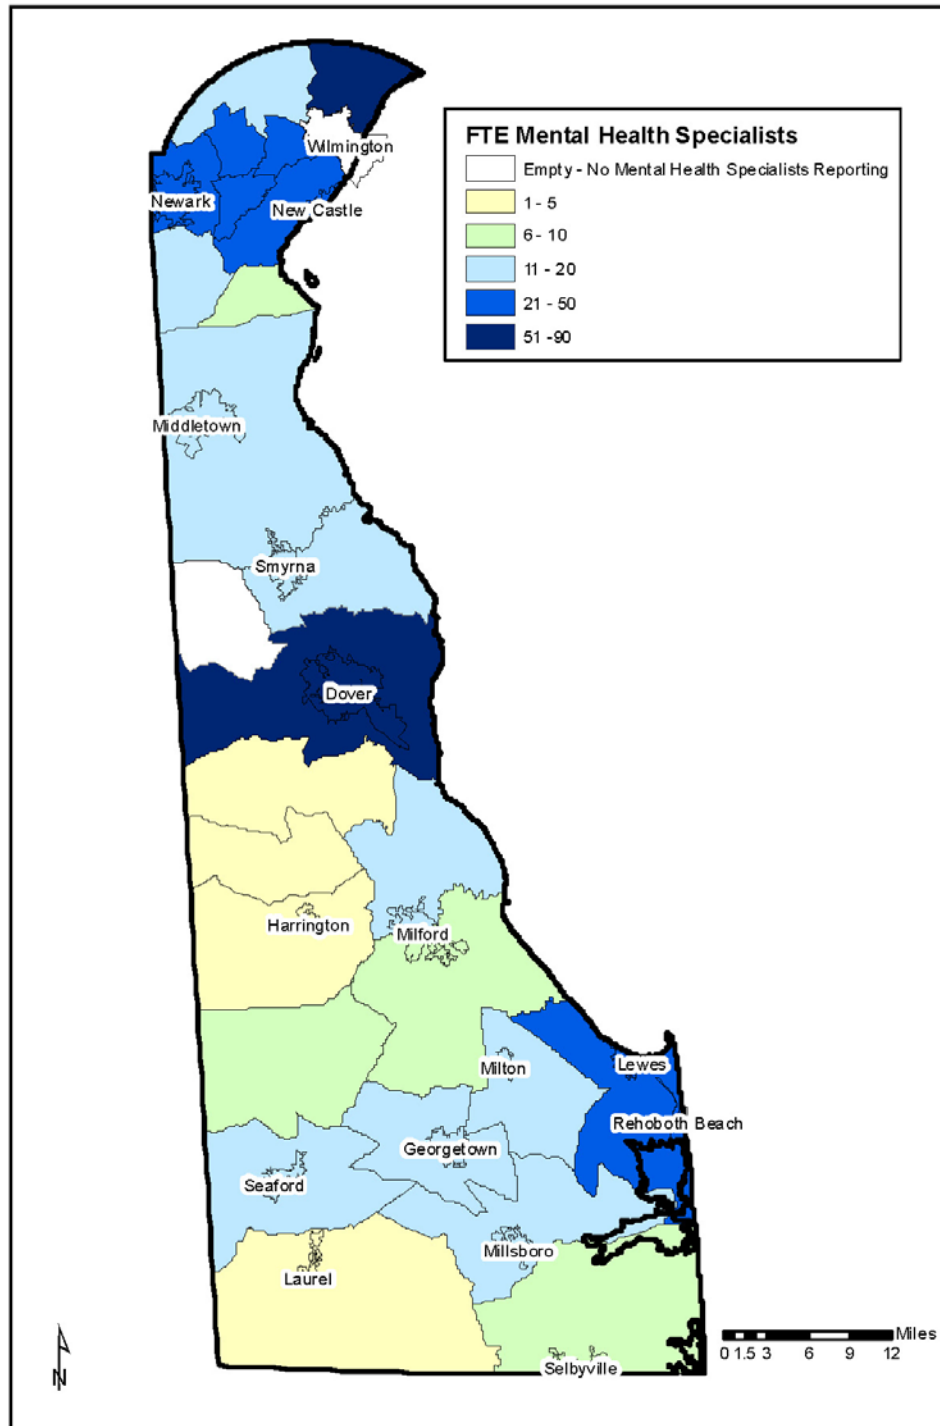 FTE Mental Health Specialists
Empty - No Mental Health Specialists Reporting
1 - 5
6 - 10
11 - 20
21 - 50
51 -90
Wilmington
Newark
New Castle
Middletown
Smyrna
Dover
Harrington
Milford
Milton
Lewes
Rehoboth Beach
Georgetown
Seaford
Millsboro
Laurel
Selbyville
Miles
0 1.5 3 6 9 12
N